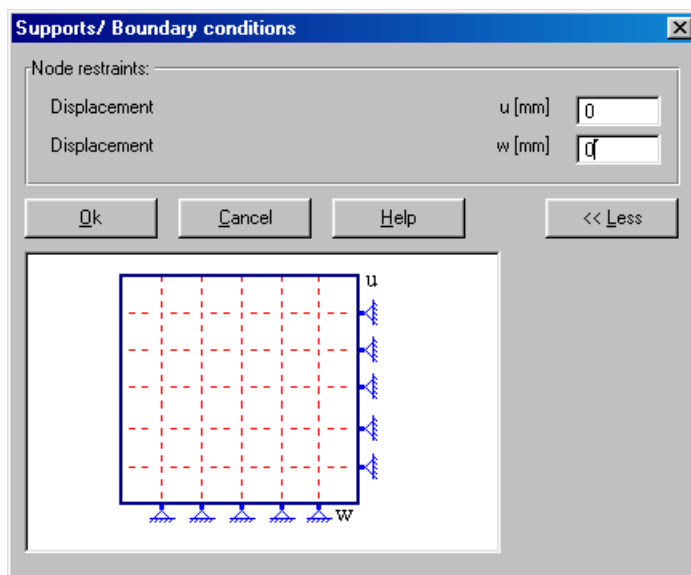 Supports/ Boundary conditions
Node restraints:
Displacement u [mm] 0
Displacement w [mm] 0
Ok Cancel Help << Less
u
w